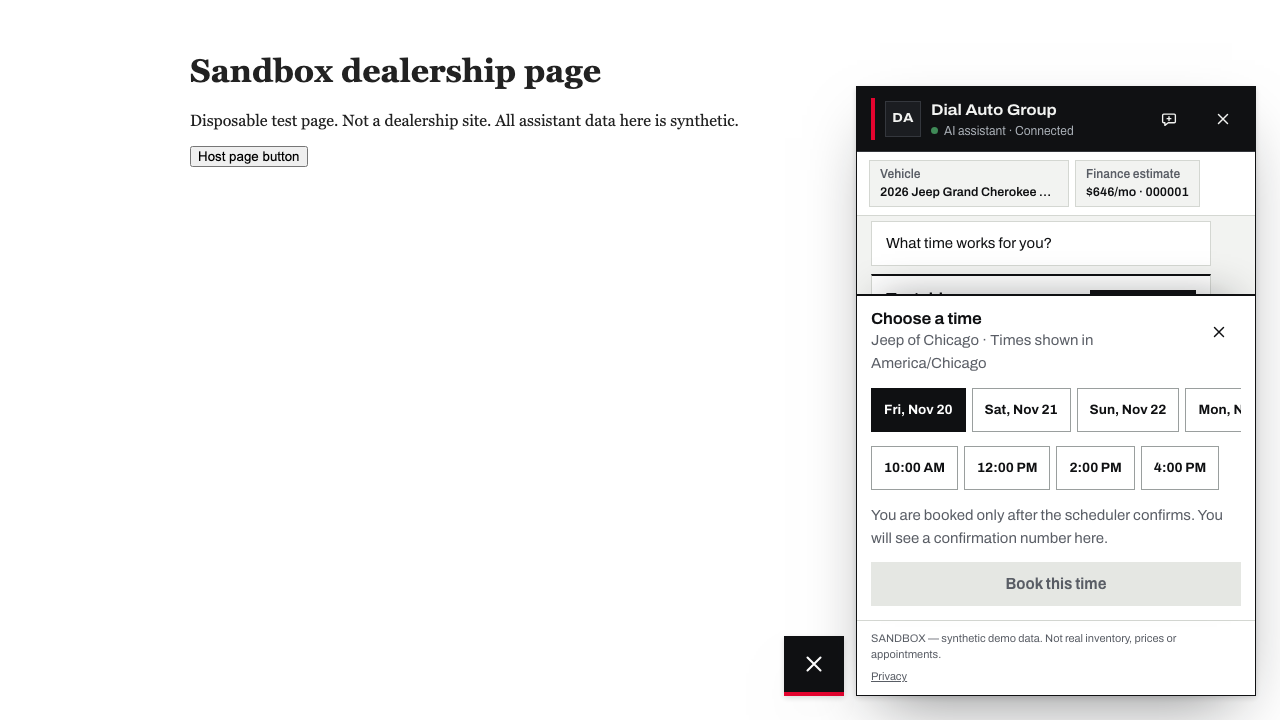 Sandbox dealership page
Disposable test page. Not a dealership site. All assistant data here is synthetic.
Host page button
DA
Dial Auto Group
AI assistant · Connected
Vehicle
2026 Jeep Grand Cherokee ...
Finance estimate
$646/mo · 000001
What time works for you?
Choose a time
Jeep of Chicago · Times shown in
America/Chicago
Fri, Nov 20
Sat, Nov 21
Sun, Nov 22
Mon, N
10:00 AM
12:00 PM
2:00 PM
4:00 PM
You are booked only after the scheduler confirms. You
will see a confirmation number here.
Book this time
SANDBOX — synthetic demo data. Not real inventory, prices or
appointments.
Privacy